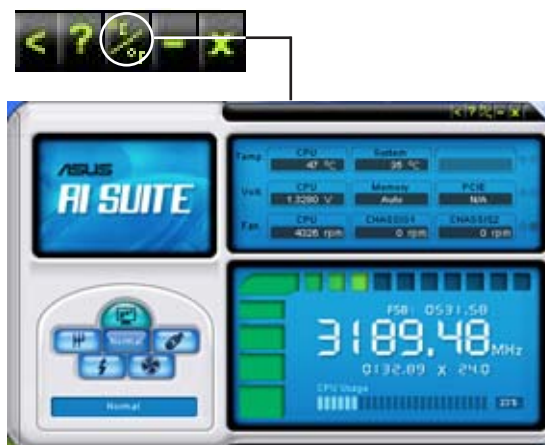 < ? °C/°F - x
< ? °C/°F - x
ASUS
AI SUITE
Temp. CPU System
47 °C 35 °C
Volt. CPU Memory PCIE
1.3280 V Auto N/A
Fan CPU CHASSIS1 CHASSIS2
4026 rpm 0 rpm 0 rpm
FSB: 0531.58
3189.48 MHz
0132.89 X 24.0
CPU Usage
Normal
Normal